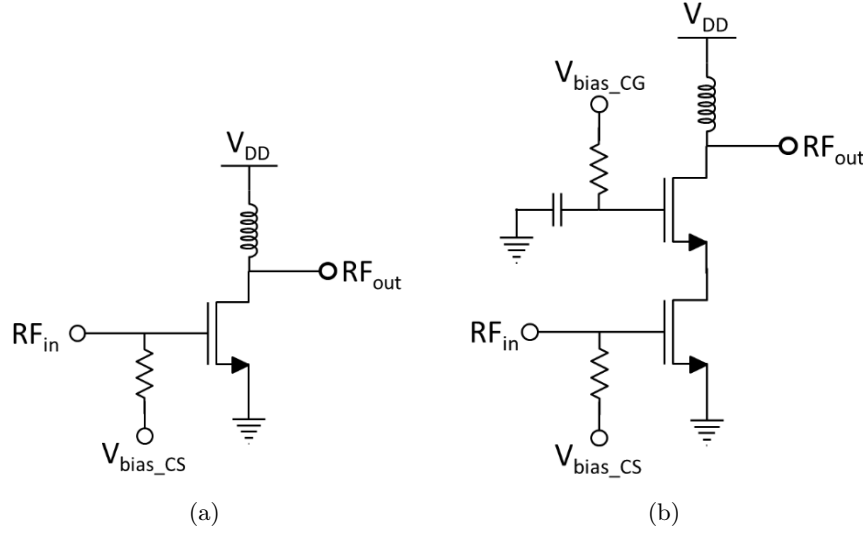 V_DD
RF_out
RF_in
V_bias_CS
(a)
V_DD
V_bias_CG
RF_out
RF_in
V_bias_CS
(b)